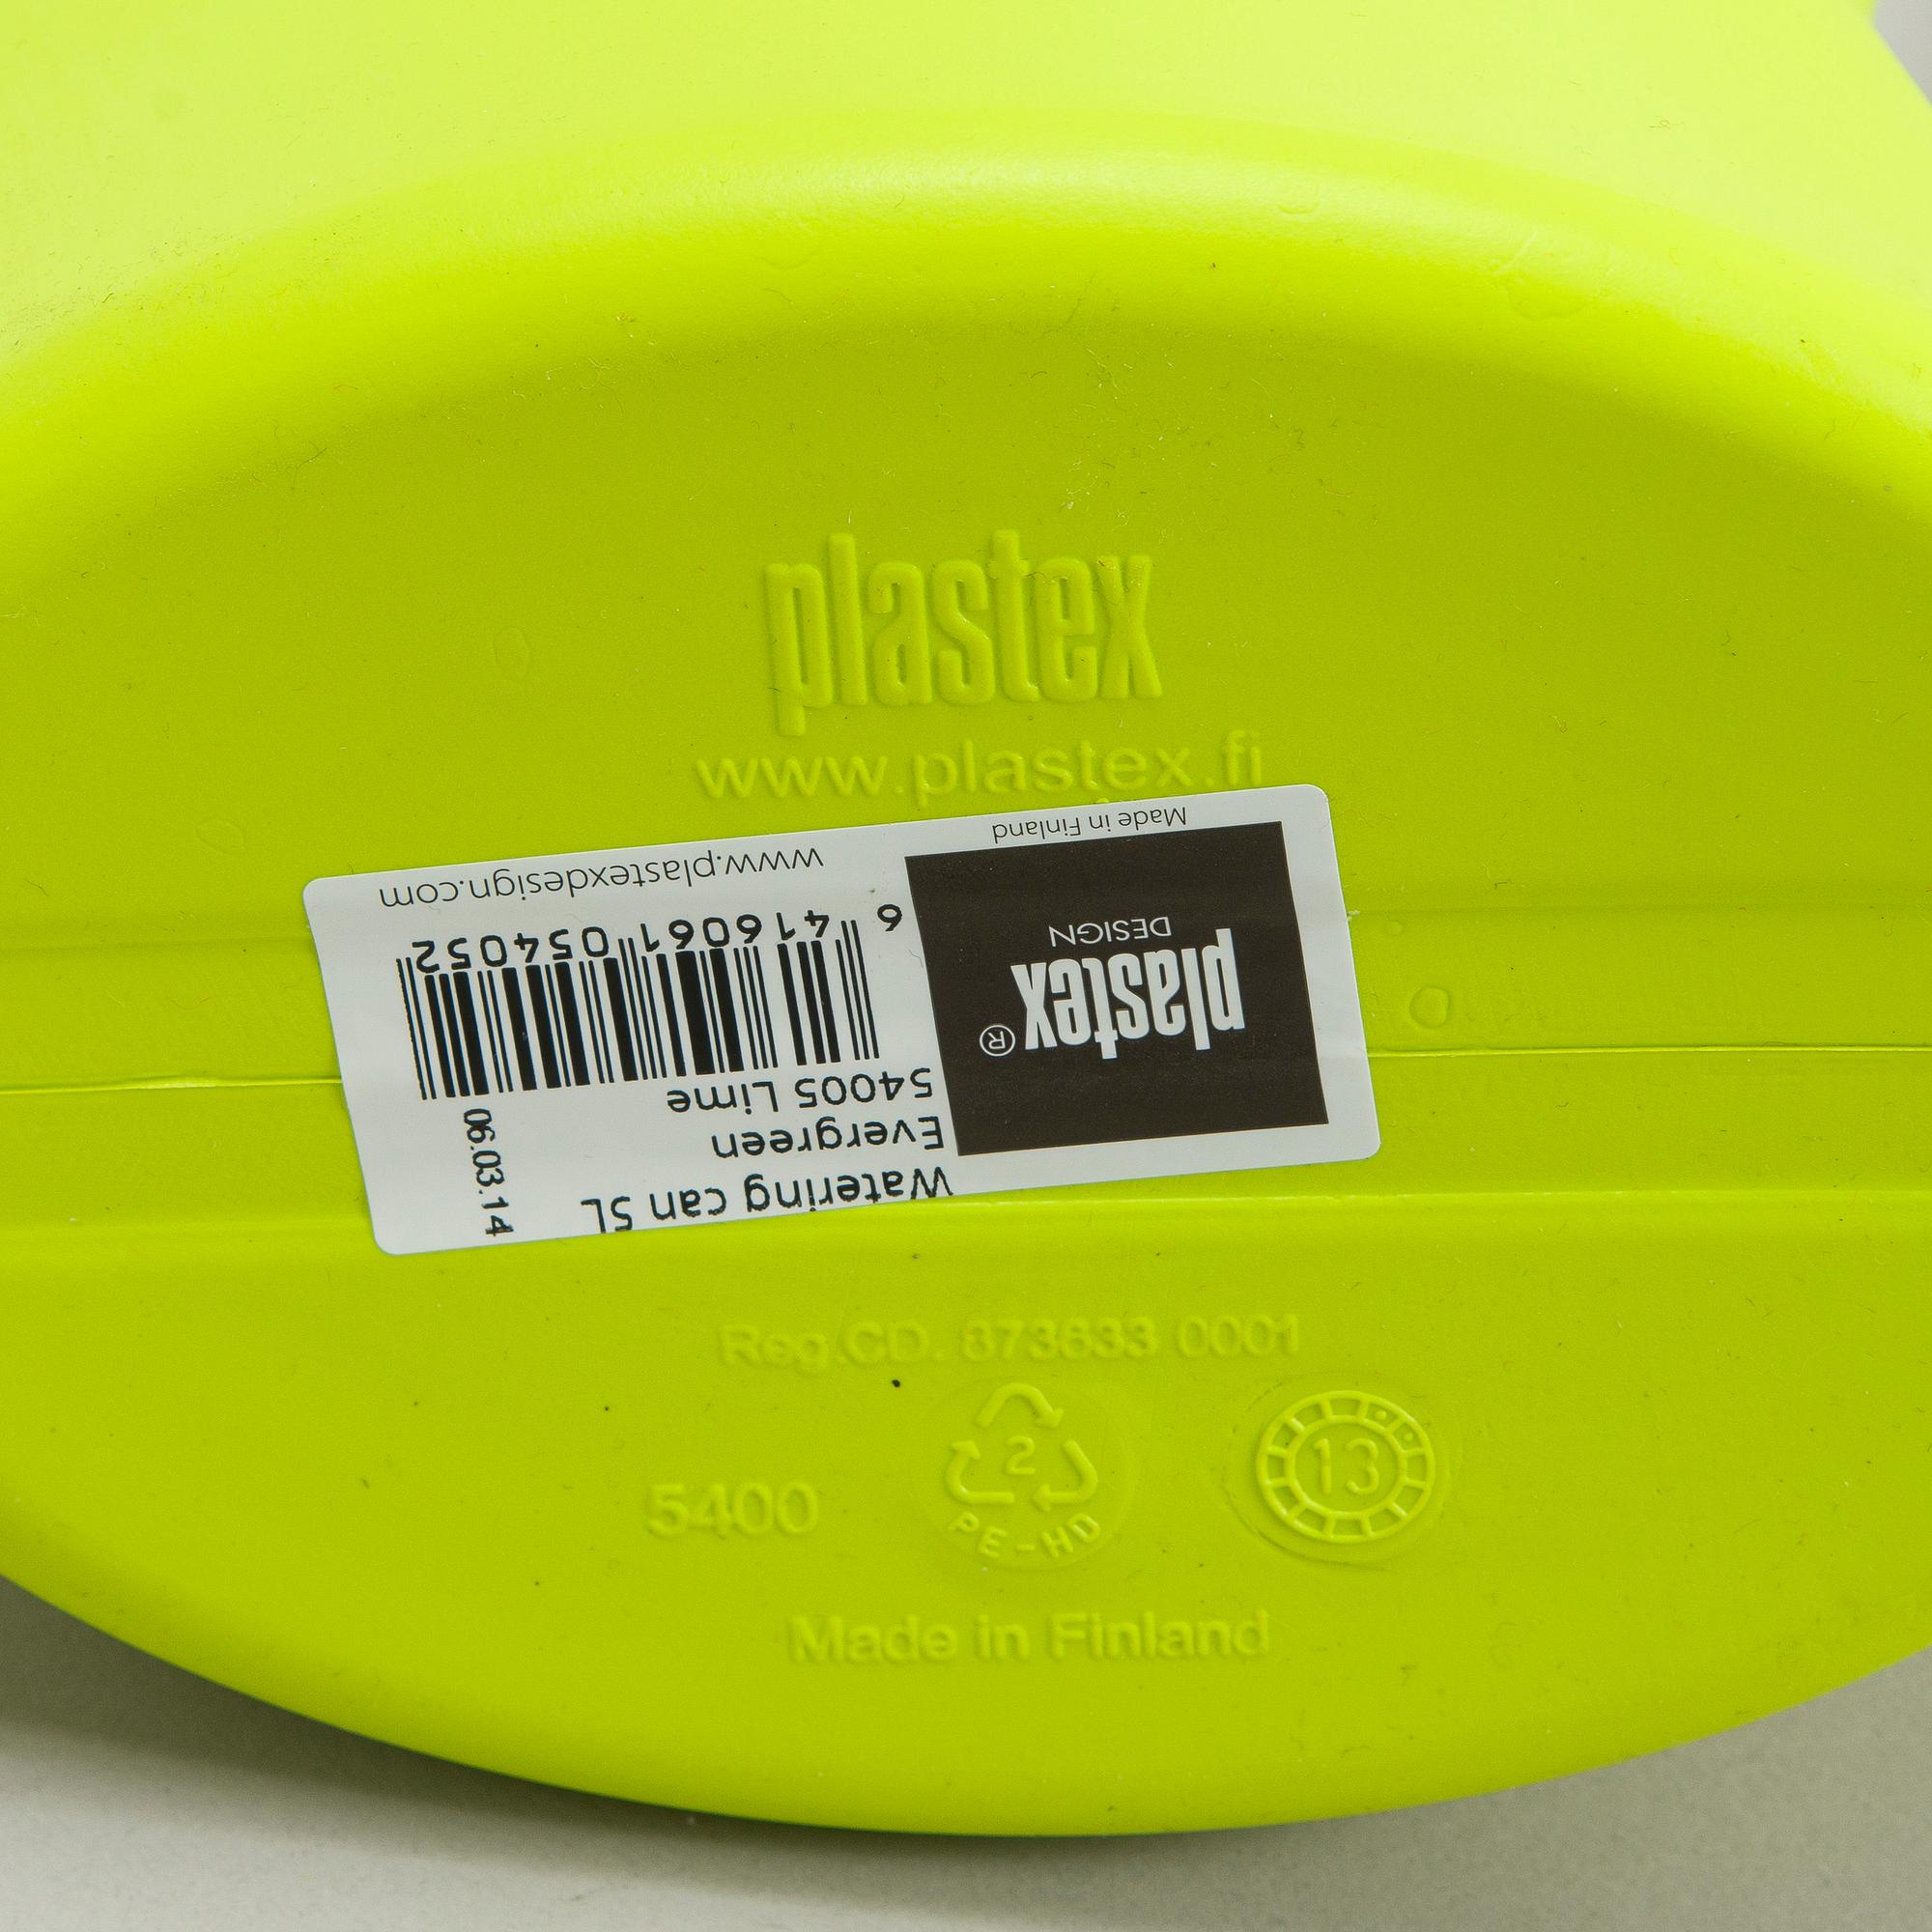 plastex
www.plastex.fi
Watering can 5L
Evergreen
54005 Lime
06.03.14
6 416061 054052
www.plastexdesign.com
plastex®
DESIGN
Made in Finland
Reg.CD. 873633 0001
5400
2
PE-HD
13
Made in Finland